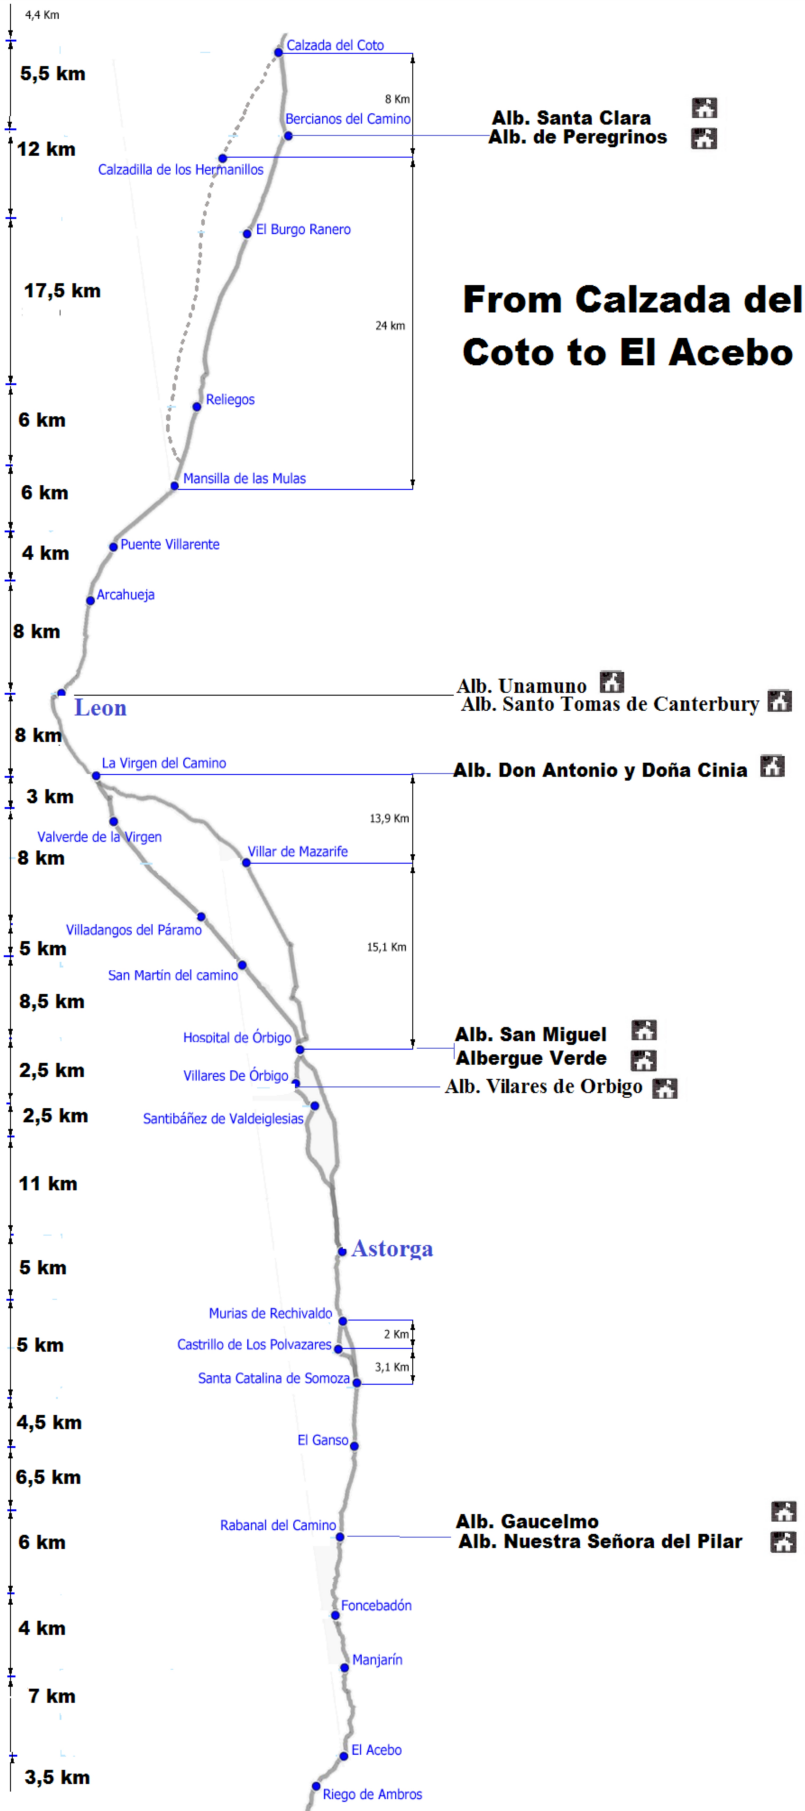 4,4 Km
Calzada del Coto
5,5 km
8 Km
Bercianos del Camino
Alb. Santa Clara
Alb. de Peregrinos
12 km
Calzadilla de los Hermanillos
El Burgo Ranero
17,5 km
From Calzada del
Coto to El Acebo
24 km
Reliegos
6 km
Mansilla de las Mulas
6 km
Puente Villarente
4 km
Arcahueja
8 km
Alb. Unamuno
Alb. Santo Tomas de Canterbury
Leon
8 km
La Virgen del Camino
Alb. Don Antonio y Doña Cinia
3 km
13,9 Km
Valverde de la Virgen
Villar de Mazarife
8 km
Villadangos del Páramo
5 km
15,1 Km
San Martin del camino
8,5 km
Hospital de Órbigo
Alb. San Miguel
Albergue Verde
2,5 km
Villares De Órbigo
Alb. Vilares de Orbigo
2,5 km
Santibáñez de Valdeiglesias
11 km
Astorga
5 km
Murias de Rechivaldo
2 Km
5 km
Castrillo de Los Polvazares
3,1 Km
Santa Catalina de Somoza
4,5 km
El Ganso
6,5 km
Rabanal del Camino
Alb. Gaucelmo
Alb. Nuestra Señora del Pilar
6 km
Foncebadón
4 km
Manjarín
7 km
El Acebo
3,5 km
Riego de Ambros